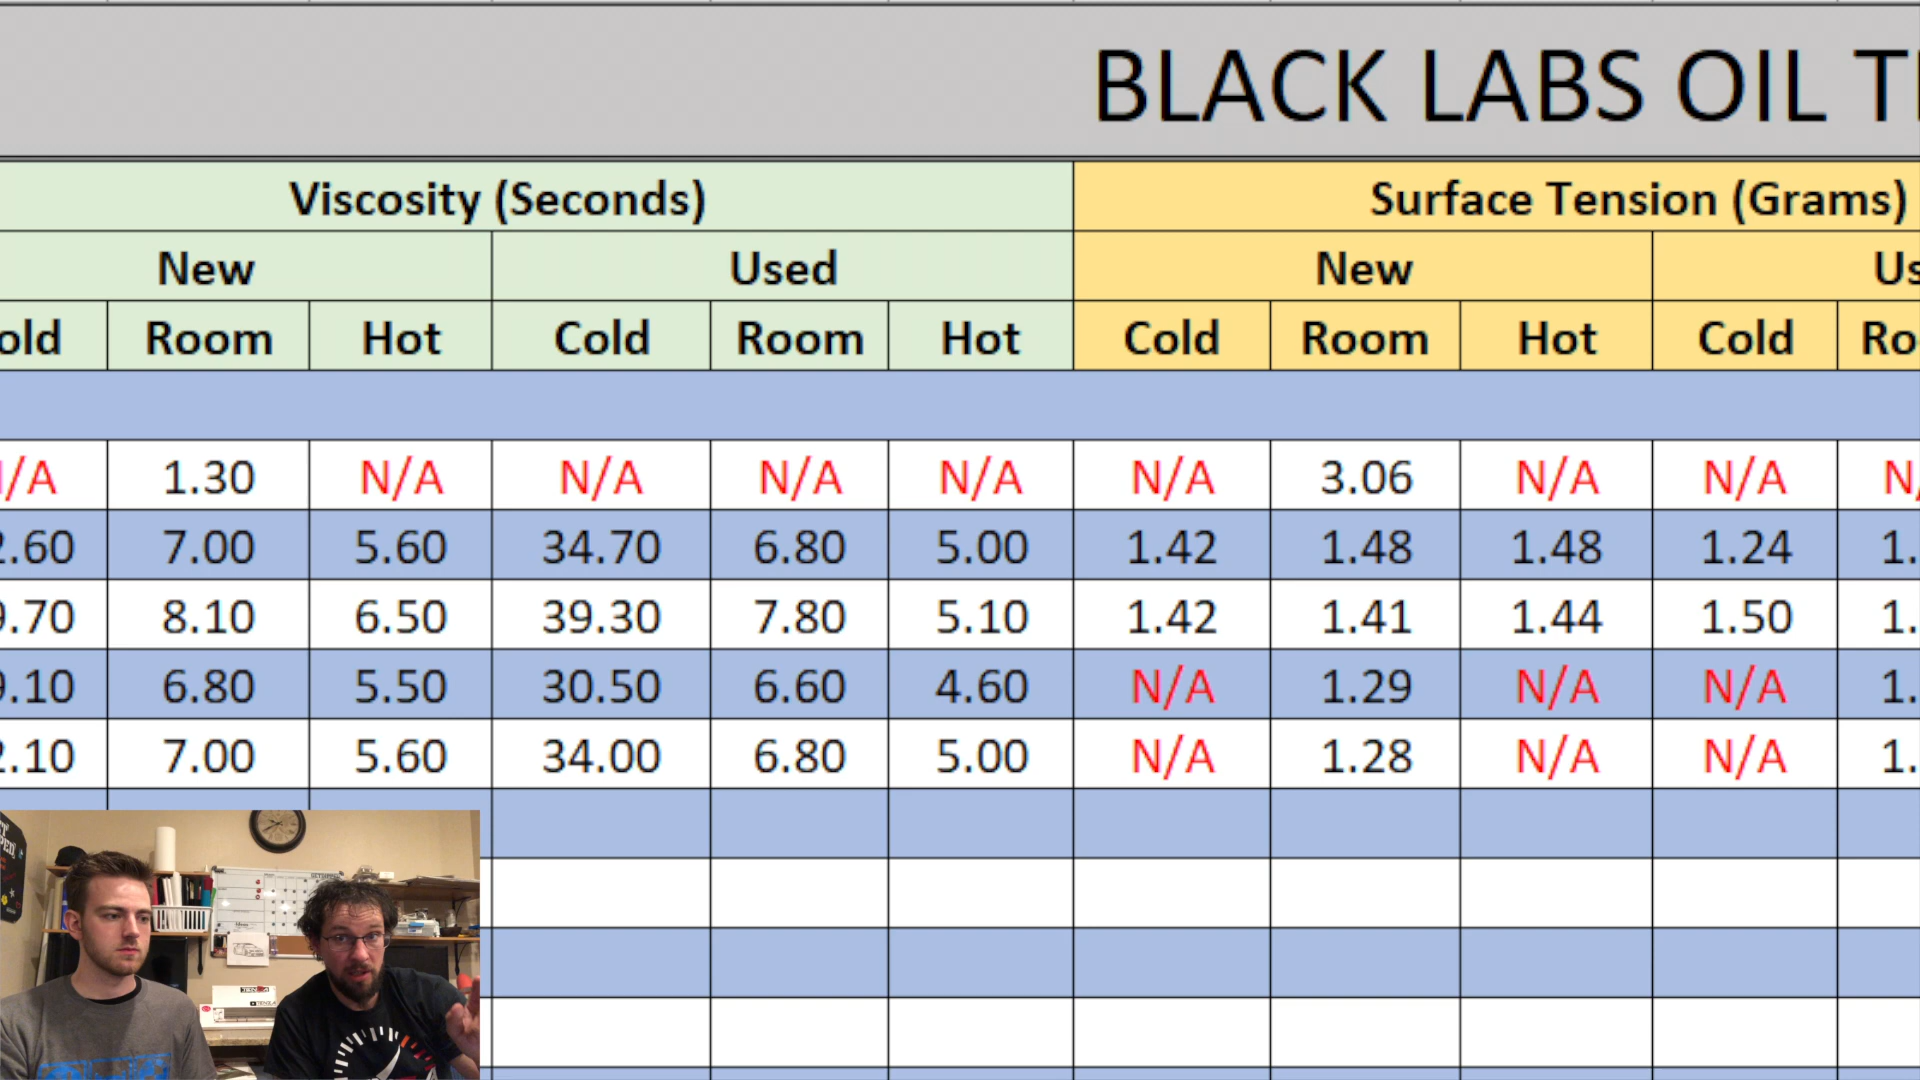 BLACK LABS OIL
Viscosity (Seconds) Surface Tension (Grams)
New Used New
Room Hot Cold Room Hot Cold Room Hot Cold
1.30 N/A N/A N/A N/A N/A 3.06 N/A N/A
7.00 5.60 34.70 6.80 5.00 1.42 1.48 1.48 1.24
8.10 6.50 39.30 7.80 5.10 1.42 1.41 1.44 1.50
6.80 5.50 30.50 6.60 4.60 N/A 1.29 N/A N/A
7.00 5.60 34.00 6.80 5.00 N/A 1.28 N/A N/A